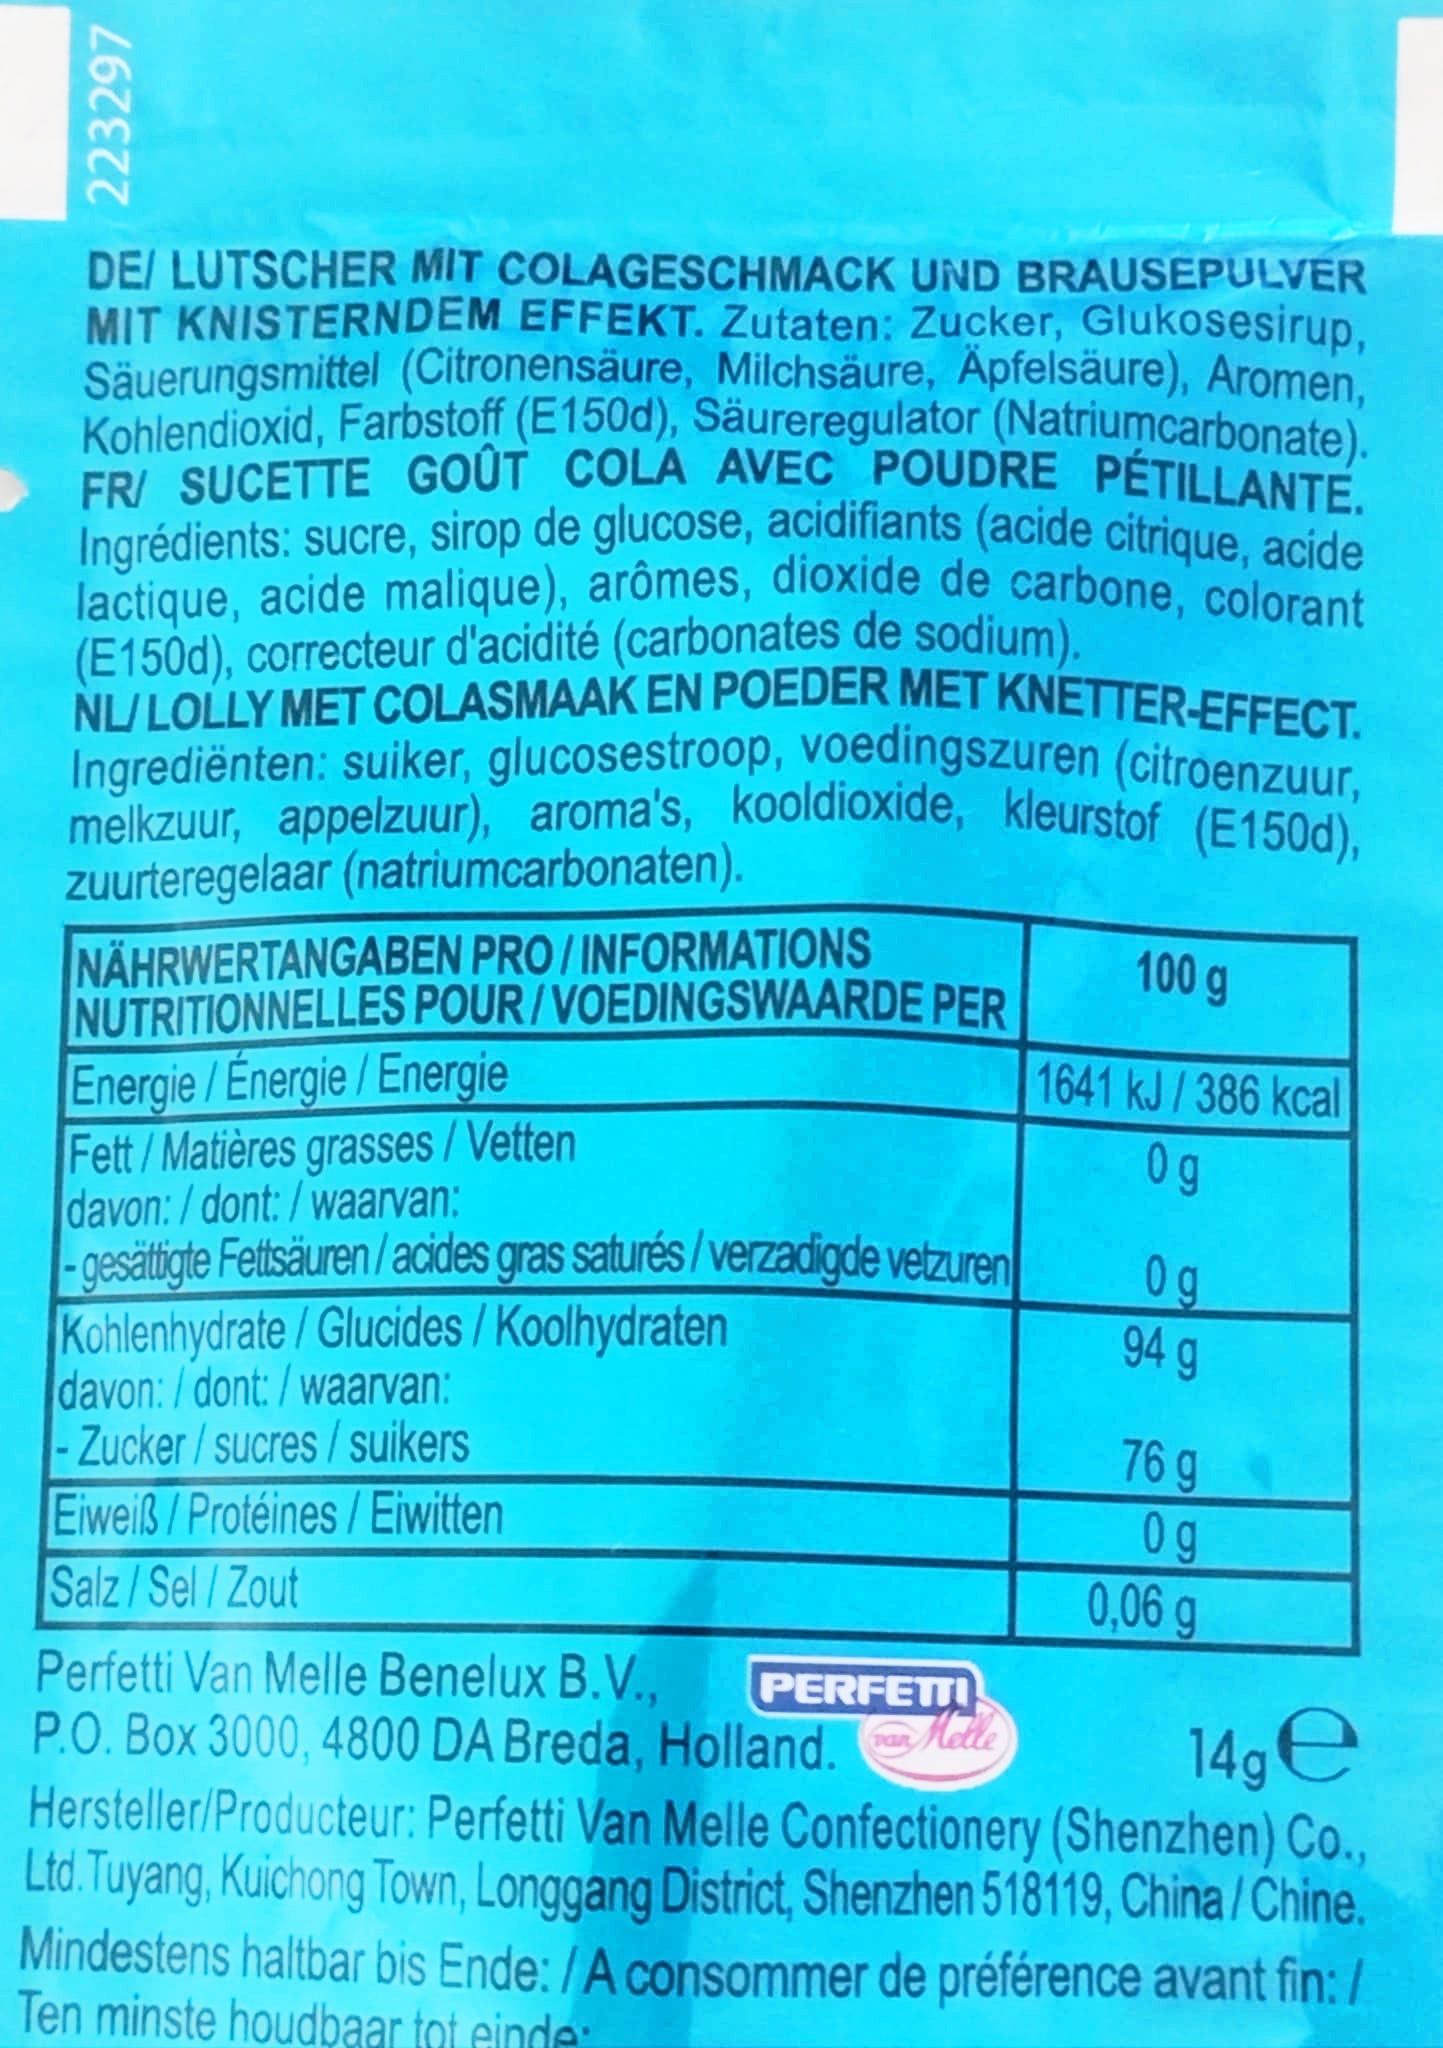 223297
DE/ LUTSCHER MIT COLAGESCHMACK UND BRAUSEPULVER
MIT KNISTERNDEM EFFEKT. Zutaten: Zucker, Glukosesirup,
Säuerungsmittel (Citronensäure, Milchsäure, Äpfelsäure), Aromen,
Kohlendioxid, Farbstoff (E150d), Säureregulator (Natriumcarbonate).
FR/ SUCETTE GOÛT COLA AVEC POUDRE PÉTILLANTE.
Ingrédients: sucre, sirop de glucose, acidifiants (acide citrique, acide
lactique, acide malique), arômes, dioxide de carbone, colorant
(E150d), correcteur d'acidité (carbonates de sodium).
NL/ LOLLY MET COLASMAAK EN POEDER MET KNETTER-EFFECT.
Ingrediënten: suiker, glucosestroop, voedingszuren (citroenzuur,
melkzuur, appelzuur), aroma's, kooldioxide, kleurstof (E150d),
zuurteregelaar (natriumcarbonaten).
NÄHRWERTANGABEN PRO / INFORMATIONS
NUTRITIONNELLES POUR / VOEDINGSWAARDE PER 100 g
Energie / Énergie / Energie 1641 kJ / 386 kcal
Fett / Matières grasses / Vetten 0 g
davon: / dont: / waarvan:
- gesättigte Fettsäuren / acides gras saturés / verzadigde vetzuren 0 g
Kohlenhydrate / Glucides / Koolhydraten 94 g
davon: / dont: / waarvan:
- Zucker / sucres / suikers 76 g
Eiweiß / Protéines / Eiwitten 0 g
Salz / Sel / Zout 0,06 g
Perfetti Van Melle Benelux B.V.,
P.O. Box 3000, 4800 DA Breda, Holland.
PERFETTI
van Melle
14g e
Hersteller/Producteur: Perfetti Van Melle Confectionery (Shenzhen) Co.,
Ltd. Tuyang, Kuichong Town, Longgang District, Shenzhen 518119, China / Chine.
Mindestens haltbar bis Ende: / A consommer de préférence avant fin: /
Ten minste houdbaar tot einde: